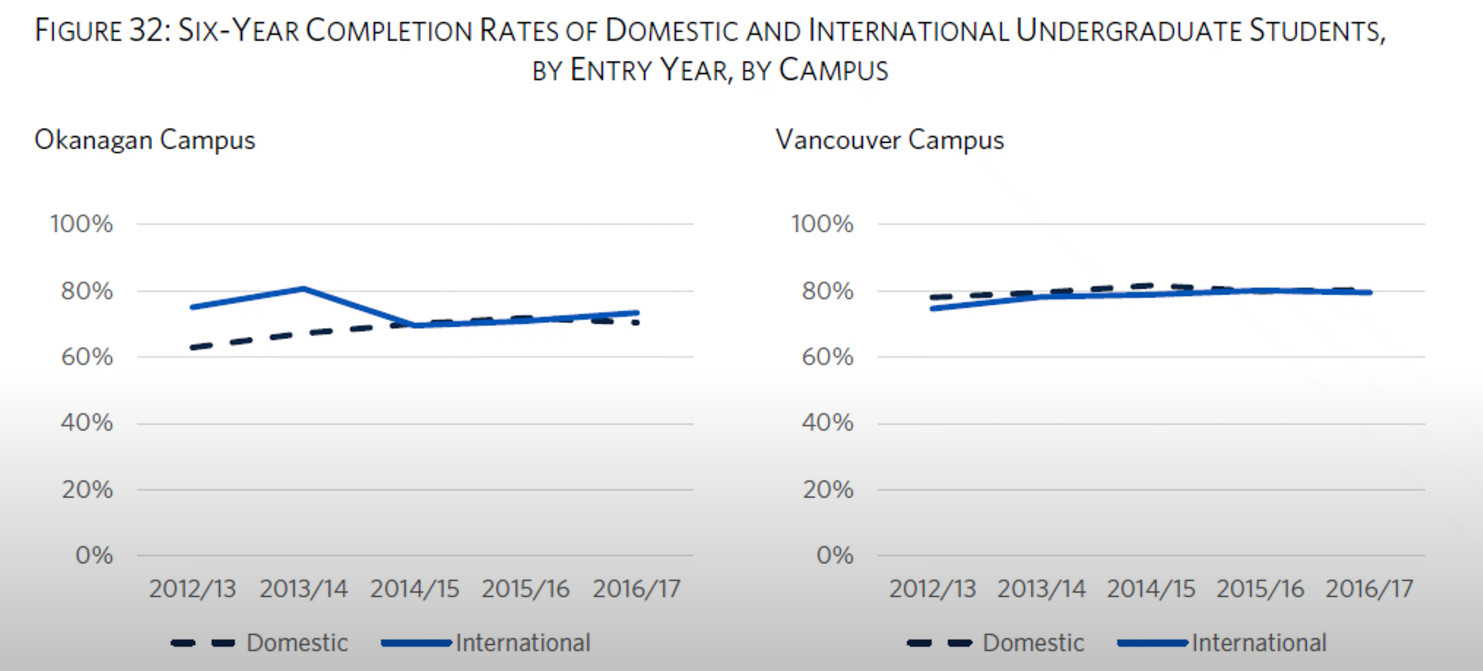 FIGURE 32: SIX-YEAR COMPLETION RATES OF DOMESTIC AND INTERNATIONAL UNDERGRADUATE STUDENTS,
BY ENTRY YEAR, BY CAMPUS
Okanagan Campus
100%
80%
60%
40%
20%
0%
2012/13 2013/14 2014/15 2015/16 2016/17
Domestic International
Vancouver Campus
100%
80%
60%
40%
20%
0%
2012/13 2013/14 2014/15 2015/16 2016/17
Domestic International